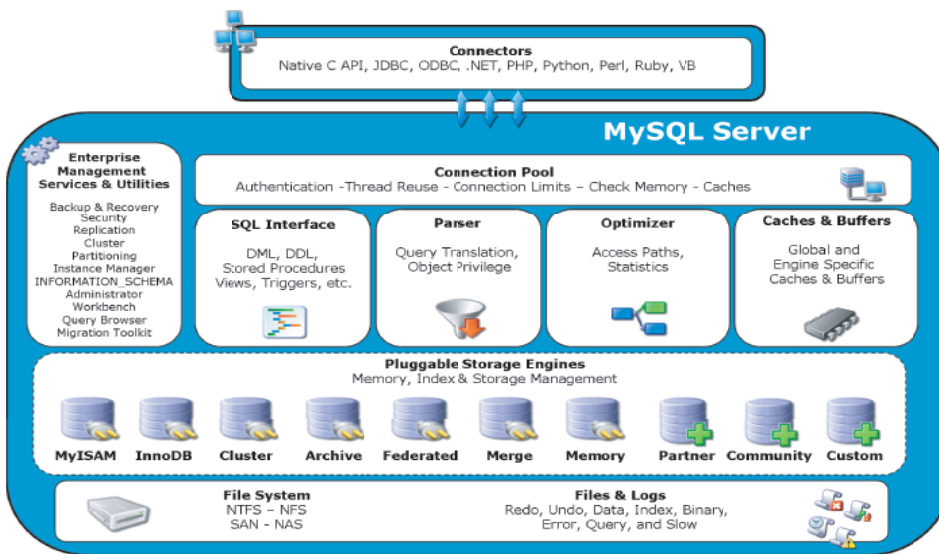 Connectors
Native C API, JDBC, ODBC, .NET, PHP, Python, Perl, Ruby, VB
MySQL Server
Enterprise
Management
Services & Utilities
Backup & Recovery
Security
Replication
Cluster
Partitioning
Instance Manager
INFORMATION_SCHEMA
Administrator
Workbench
Query Browser
Migration Toolkit
Connection Pool
Authentication -Thread Reuse - Connection Limits – Check Memory - Caches
SQL Interface
DML, DDL,
Stored Procedures
Views, Triggers, etc.
Parser
Query Translation,
Object Privilege
Optimizer
Access Paths,
Statistics
Caches & Buffers
Global and
Engine Specific
Caches & Buffers
Pluggable Storage Engines
Memory, Index & Storage Management
MyISAM
InnoDB
Cluster
Archive
Federated
Merge
Memory
Partner
Community
Custom
File System
NTFS – NFS
SAN - NAS
Files & Logs
Redo, Undo, Data, Index, Binary,
Error, Query, and Slow